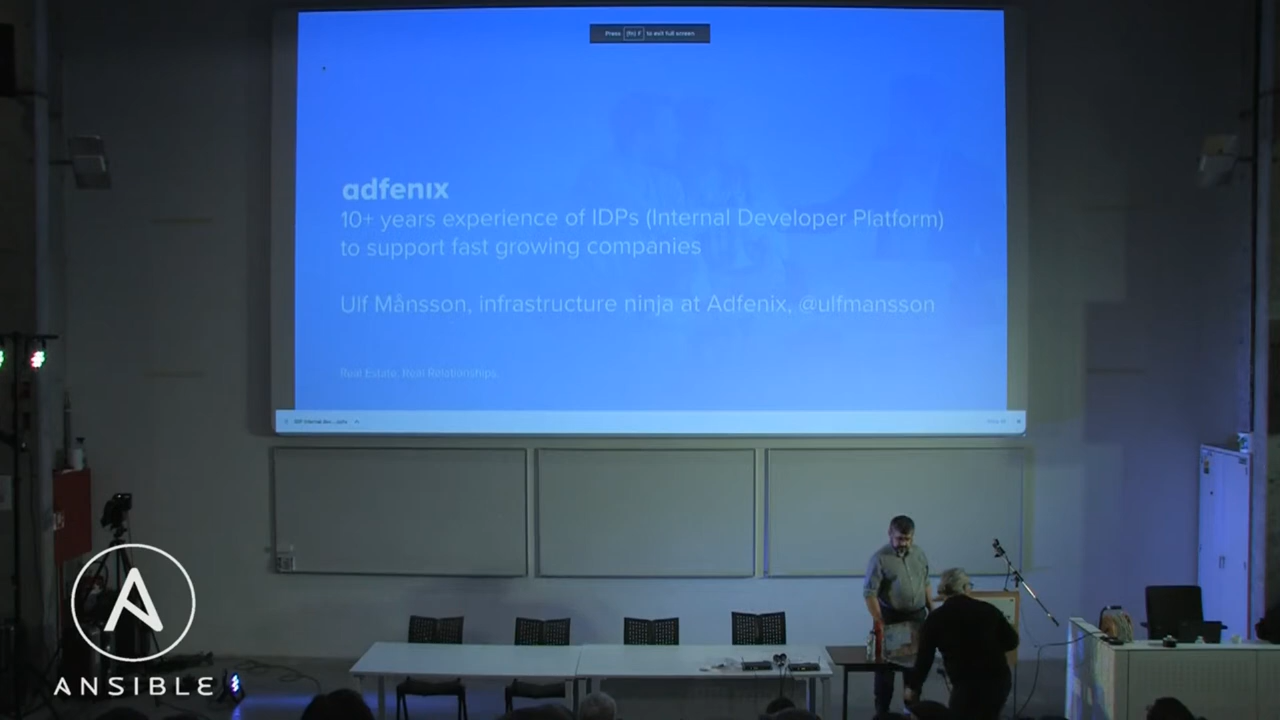 Press (fn) F to exit full screen
adfenix
10+ years experience of IDPs (Internal Developer Platform)
to support fast growing companies
Ulf Månsson, infrastructure ninja at Adfenix, @ulfmansson
Real Estate. Real Relationships.
ANSIBLE